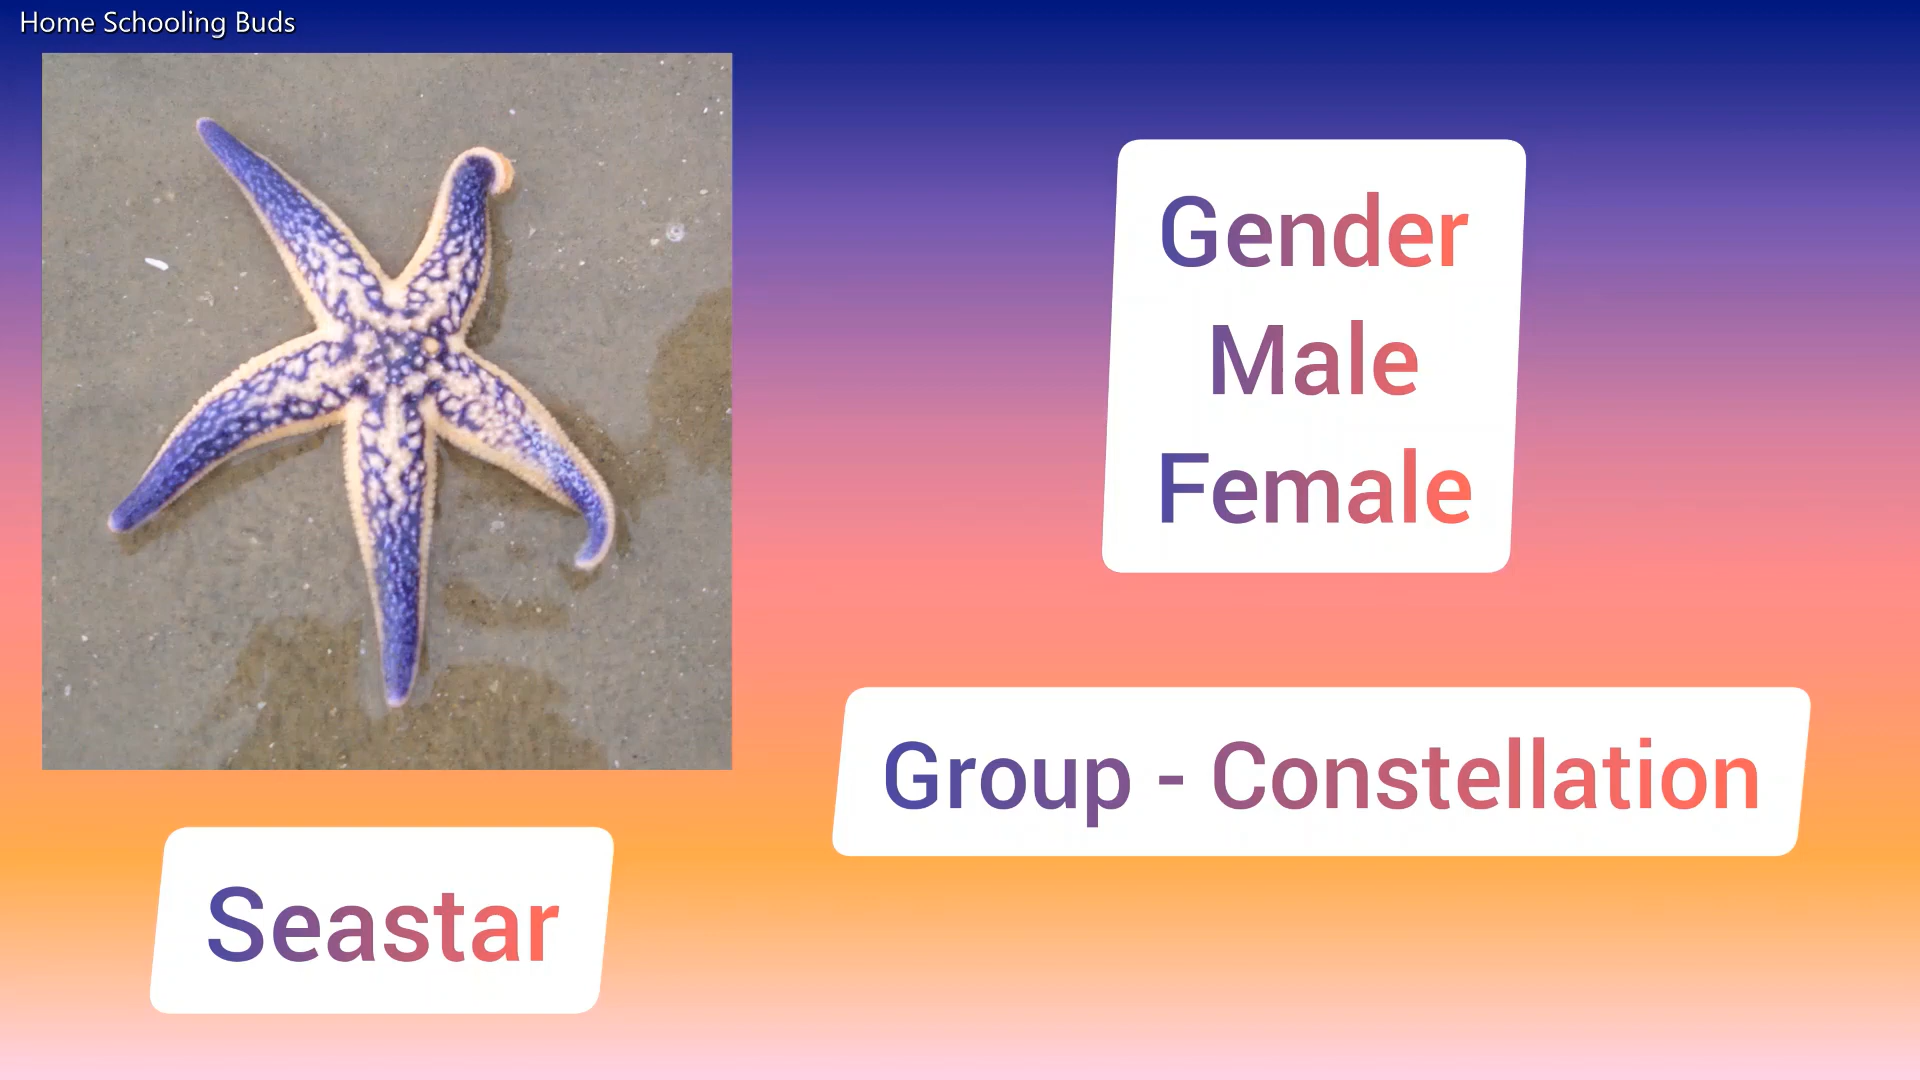 Home Schooling Buds
Gender
Male
Female
Group - Constellation
Seastar